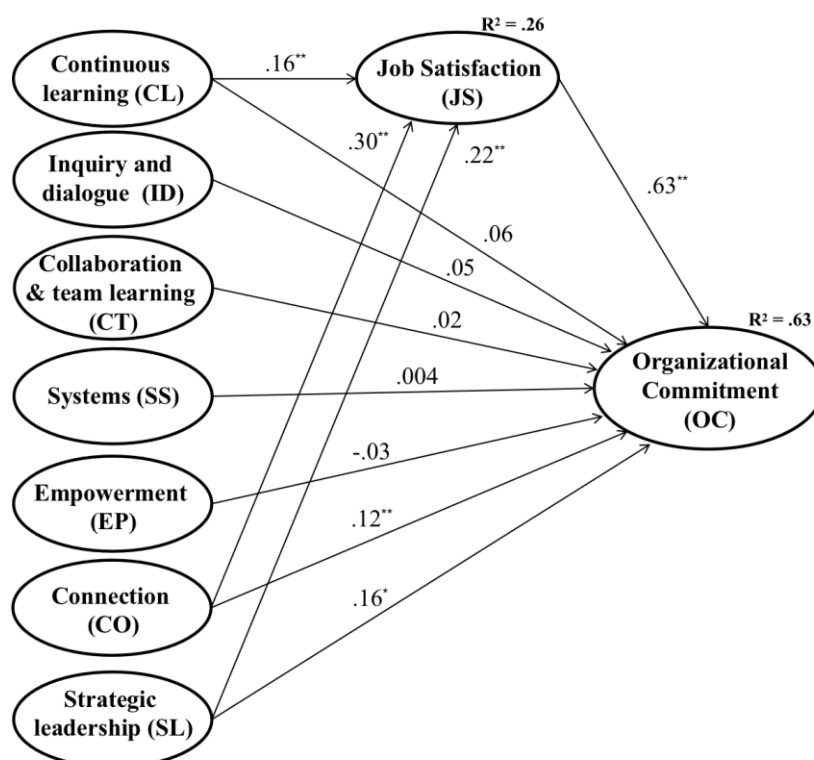 R² = .26
Continuous
learning (CL)
.16**
Job Satisfaction
(JS)
.30**
.22**
Inquiry and
dialogue (ID)
.63**
.06
Collaboration
& team learning
(CT)
.05
.02
R² = .63
Systems (SS)
.004
Organizational
Commitment
(OC)
Empowerment
(EP)
-.03
.12**
Connection
(CO)
.16*
Strategic
leadership (SL)